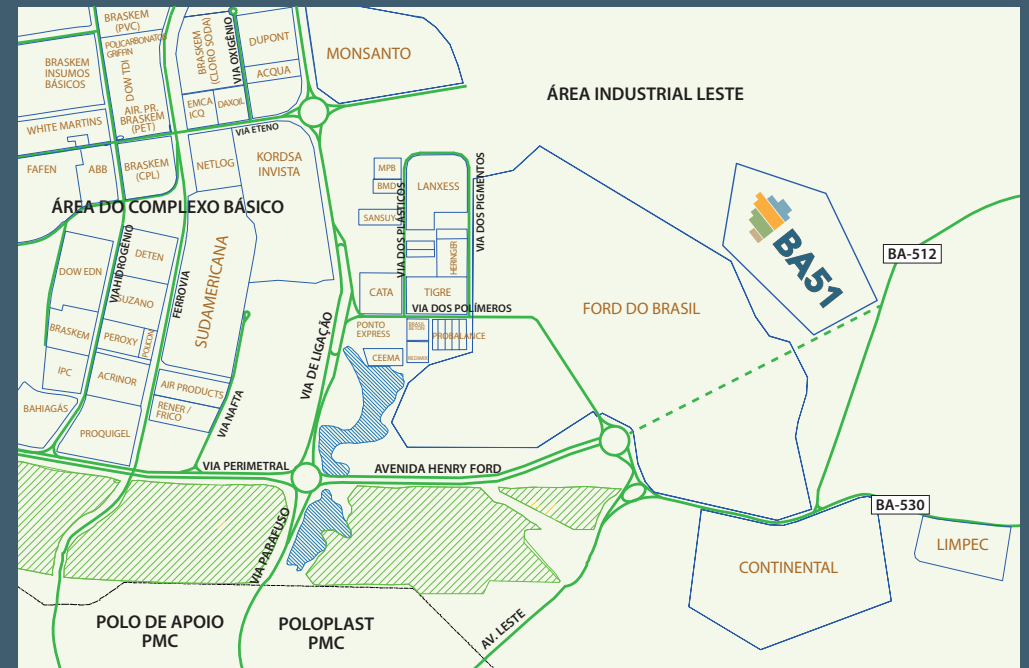 BRASKEM
(PVC)
POLICARBONATOS
GRIFFIN
BRASKEM
INSUMOS
BÁSICOS
DOW TDI
BRASKEM
(CLORO SODA)
VIA OXIGÊNIO
DUPONT
ACQUA
MONSANTO
EMCA
ICQ
DAXOIL
AIR. PR.
BRASKEM
(PET)
WHITE MARTINS
VIA ETENO
ÁREA INDUSTRIAL LESTE
FAFEN
ABB
BRASKEM
(CPL)
NETLOG
KORDSA
INVISTA
MPB
BMD
SANSUY
LANXESS
VIA DOS PLÁSTICOS
VIA DOS PIGMENTOS
HERINGER
ÁREA DO COMPLEXO BÁSICO
VIAHIDROGÊNIO
DETEN
DOW EDN
SUZANO
FERROVIA
SUDAMERICANA
BA51
BA-512
CATA
TIGRE
VIA DOS POLÍMEROS
FORD DO BRASIL
BRASKEM
PEROXY
POLICON
VIA DE LIGAÇÃO
PONTO
EXPRESS
PROBALANCE
CEEMA
IPC
ACRINOR
AIR PRODUCTS
BAHIAGÁS
RENER /
FRICO
VIA NAFTA
PROQUIGEL
VIA PERIMETRAL
AVENIDA HENRY FORD
BA-530
VIA PARAFUSO
LIMPEC
CONTINENTAL
POLO DE APOIO
PMC
POLOPLAST
PMC
AV. LESTE